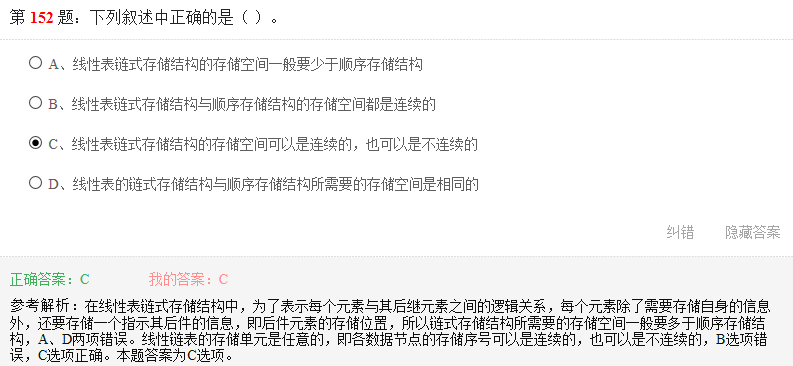 第 152 题：下列叙述中正确的是（ ）。
A、线性表链式存储结构的存储空间一般要少于顺序存储结构
B、线性表链式存储结构与顺序存储结构的存储空间都是连续的
C、线性表链式存储结构的存储空间可以是连续的，也可以是不连续的
D、线性表的链式存储结构与顺序存储结构所需要的存储空间是相同的
纠错 隐藏答案
正确答案：C 我的答案：C
参考解析：在线性表链式存储结构中，为了表示每个元素与其后继元素之间的逻辑关系，每个元素除了需要存储自身的信息
外，还要存储一个指示其后件的信息，即后件元素的存储位置，所以链式存储结构所需要的存储空间一般要多于顺序存储结
构，A、D两项错误。线性链表的存储单元是任意的，即各数据节点的存储序号可以是连续的，也可以是不连续的，B选项错
误，C选项正确。本题答案为C选项。